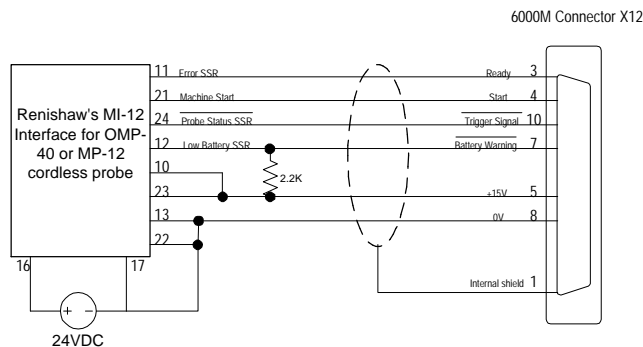 6000M Connector X12
11 Error SSR Ready 3
21 Machine Start Start 4
24 Probe Status SSR Trigger Signal 10
12 Low Battery SSR Battery Warning 7
Renishaw's MI-12
Interface for OMP-
40 or MP-12
cordless probe
10
2.2K
23 +15V 5
13 0V 8
22
16 17
Internal shield 1
+ -
24VDC